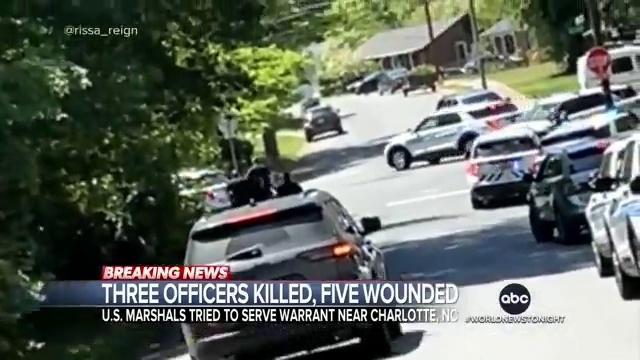 @rissa_reign
BREAKING NEWS
THREE OFFICERS KILLED, FIVE WOUNDED
abc
U.S. MARSHALS TRIED TO SERVE WARRANT NEAR CHARLOTTE, NC
#WORLDNEWSTONIGHT